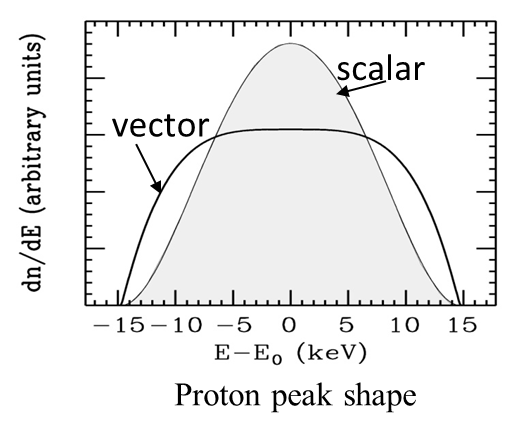 dn/dE (arbitrary units)
scalar
vector
−15 −10 −5 0 5 10 15
E−E₀ (keV)
Proton peak shape